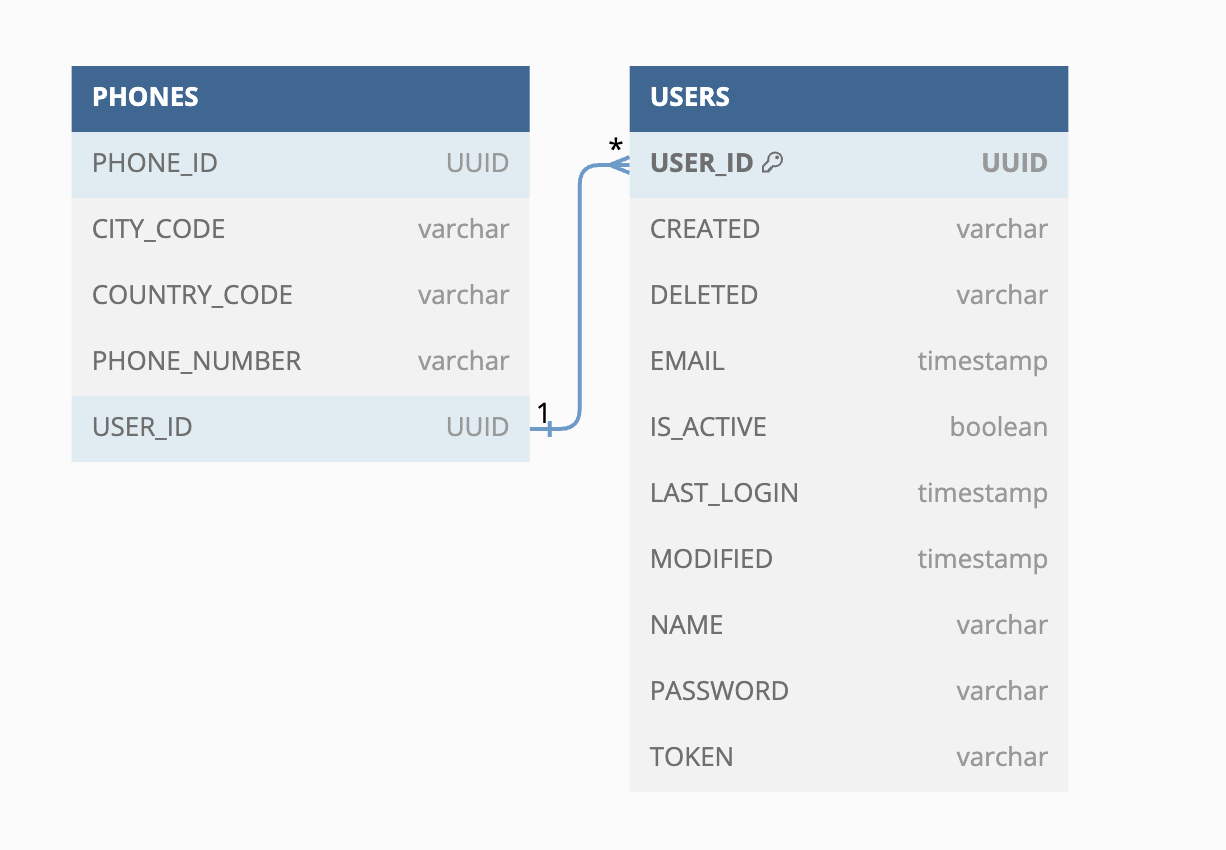 PHONES
PHONE_ID UUID
CITY_CODE varchar
COUNTRY_CODE varchar
PHONE_NUMBER varchar
USER_ID UUID
1
*
USERS
USER_ID UUID
CREATED varchar
DELETED varchar
EMAIL timestamp
IS_ACTIVE boolean
LAST_LOGIN timestamp
MODIFIED timestamp
NAME varchar
PASSWORD varchar
TOKEN varchar